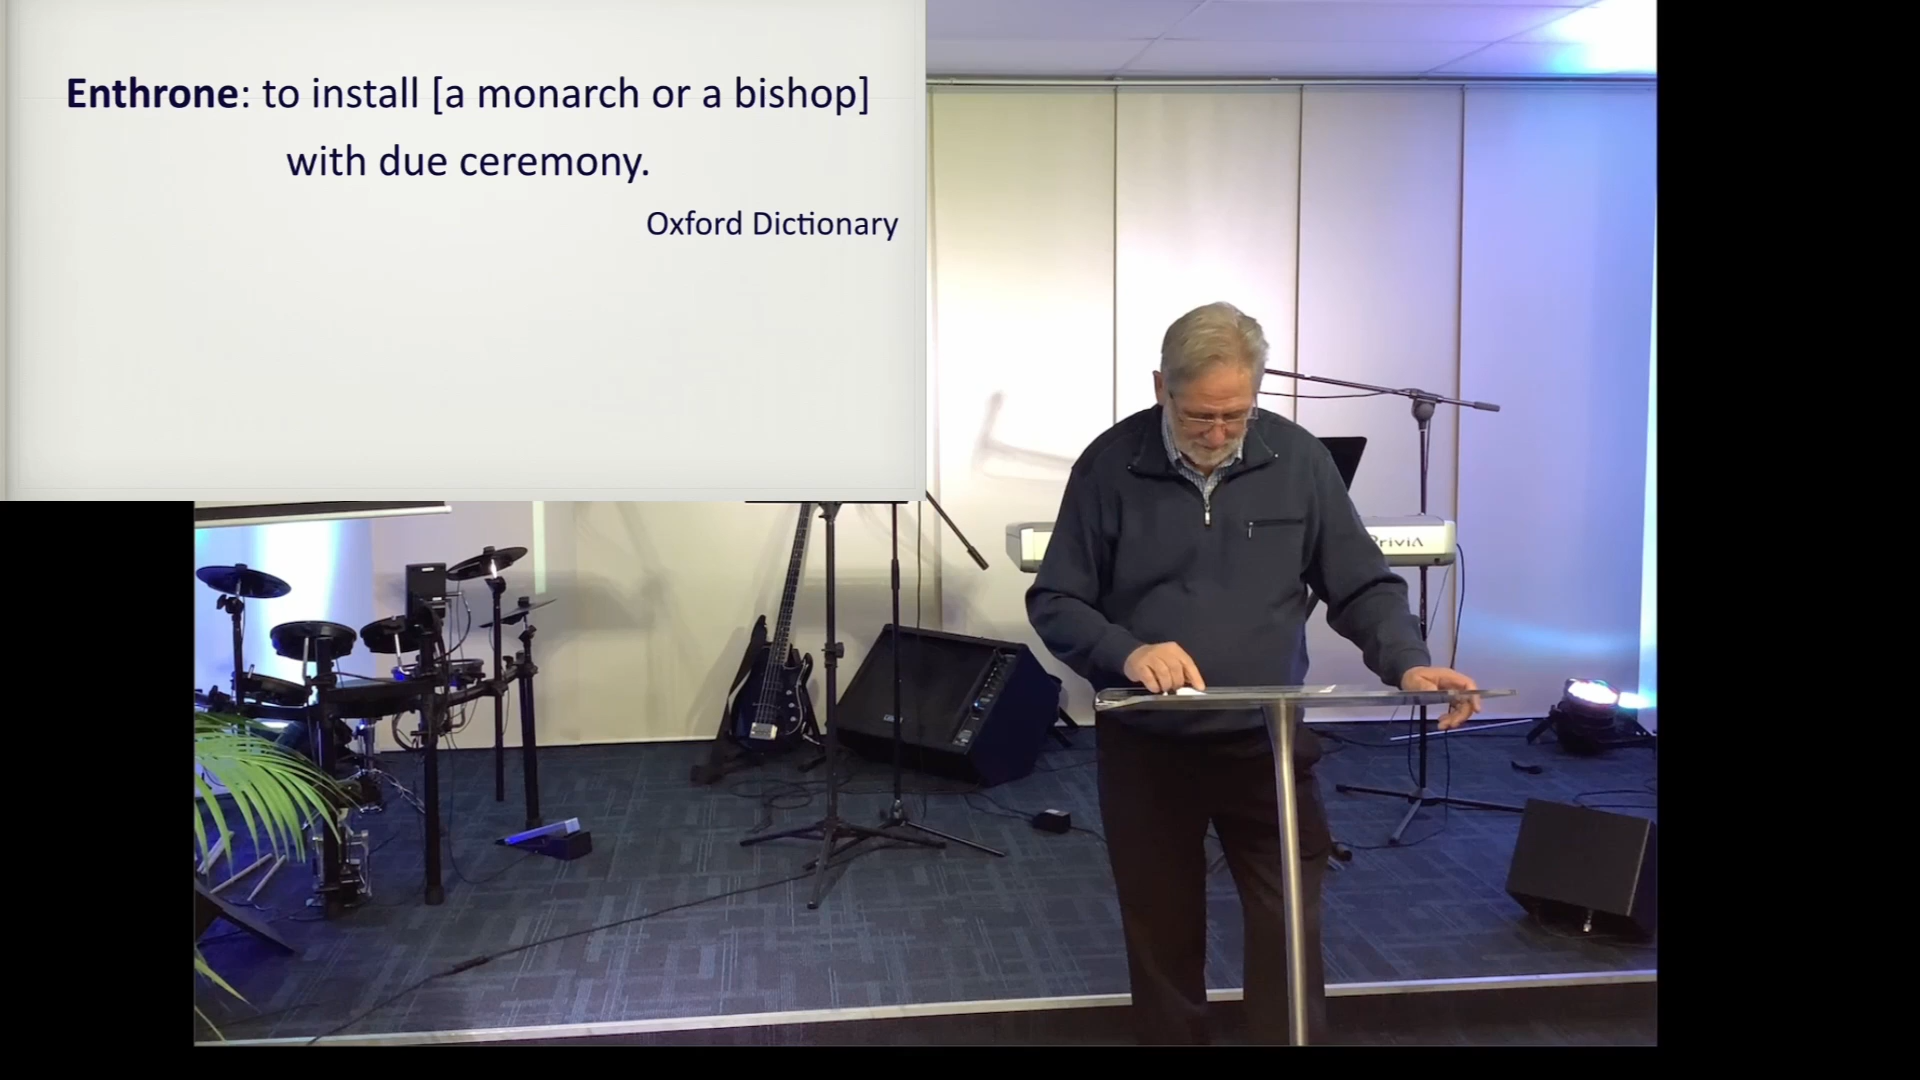 Enthrone: to install [a monarch or a bishop]
with due ceremony.
Oxford Dictionary
PriviA